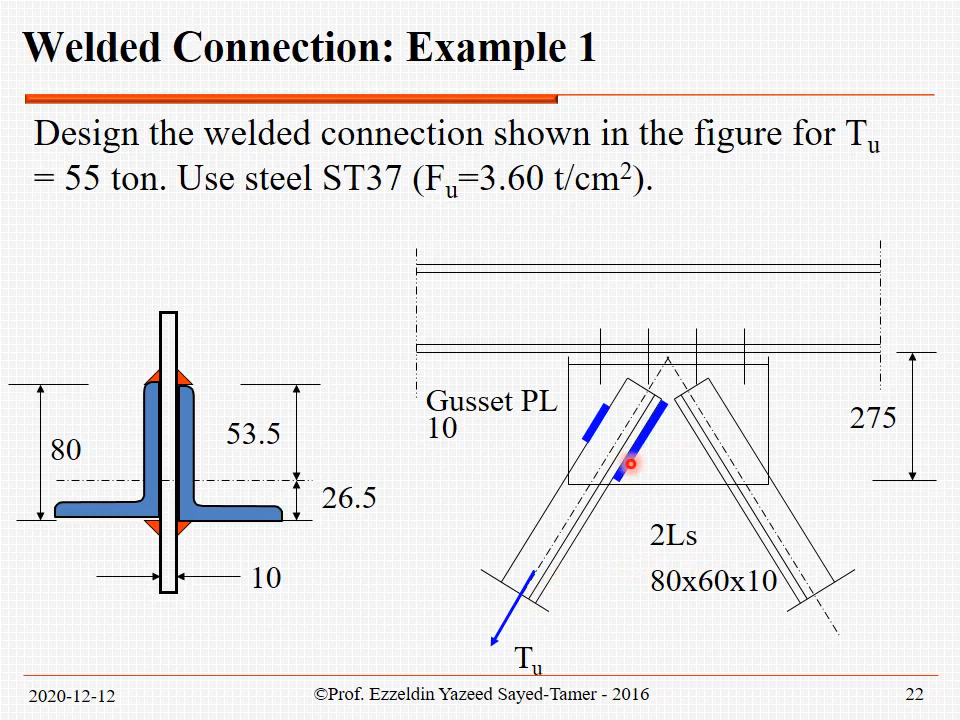 Welded Connection: Example 1
Design the welded connection shown in the figure for Tᵤ
= 55 ton. Use steel ST37 (Fᵤ=3.60 t/cm²).
Gusset PL
10
275
80
53.5
26.5
10
2Ls
80x60x10
Tᵤ
2020-12-12
©Prof. Ezzeldin Yazeed Sayed-Tamer - 2016
22